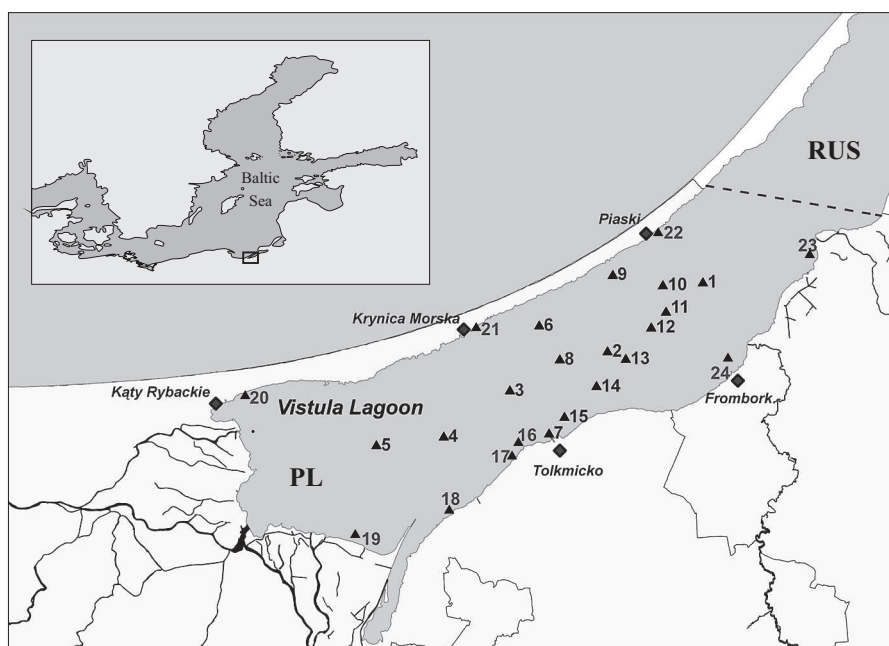 Baltic
Sea
RUS
Piaski
22
23
9
10
1
11
Krynica Morska
21
6
12
2
8
13
3
14
24
Kąty Rybackie
20
Frombork
Vistula Lagoon
15
4
16
7
5
17
Tolkmicko
PL
18
19